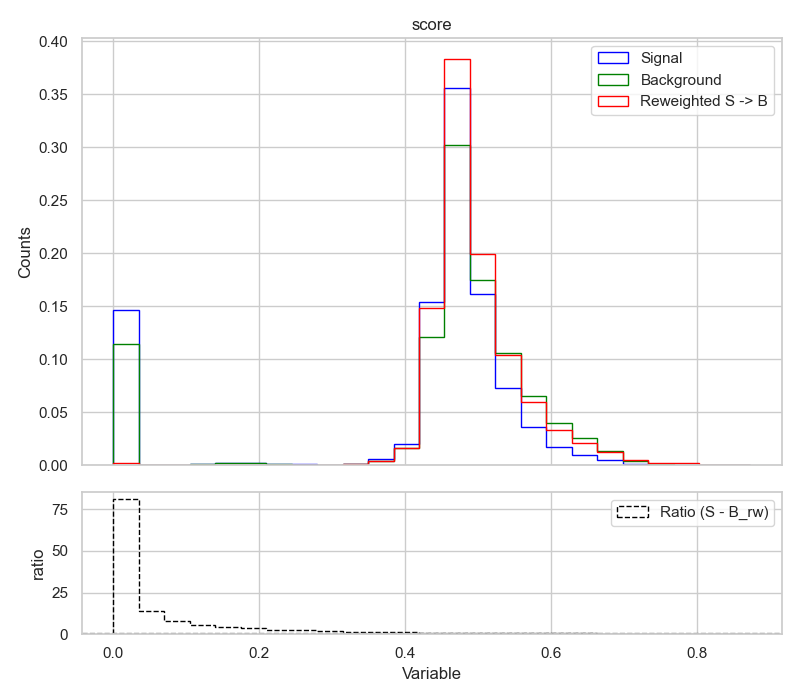 score
0.40
0.35
0.30
0.25
0.20
0.15
0.10
0.05
0.00
Counts
Signal
Background
Reweighted S -> B
75
50
25
0
ratio
Ratio (S - B_rw)
0.0
0.2
0.4
0.6
0.8
Variable